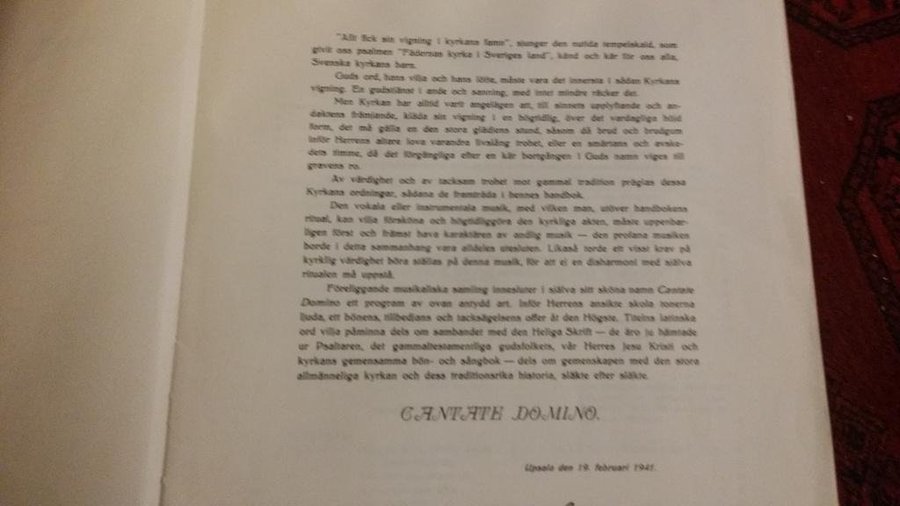 "Allt fick sin vigning i kyrkans famn", sjunger den nutida tempelskald, som
givit oss psalmen "Fädernas kyrka i Sveriges land", känd och kär för oss alla,
Svenska kyrkans barn.
Guds ord, hans vilja och hans löfte, måste vara det innersta i sådan Kyrkans
vigning. En gudstjänst i ande och sanning, med intet mindre räcker det.
Men Kyrkan har alltid varit angelägen att, till sinnets upplyftande och an-
daktens främjande, kläda sin vigning i en högtidlig, över det vardagliga höjd
form, det må gälla en den stora glädjens stund, såsom då brud och brudgum
inför Herrens altare lova varandra livslång trohet, eller en smärtans och avske-
dets timme, då det förgängliga efter en kär bortgången i Guds namn viges till
gravens ro.
Av värdighet och av tacksam trohet mot gammal tradition präglas dessa
Kyrkans ordningar, sådana de framträda i hennes handbok.
Den vokala eller instrumentala musik, med vilken man, utöver handbokens
ritual, kan vilja försköna och högtidliggöra den kyrkliga akten, måste uppenbar-
ligen först och främst hava karaktären av andlig musik — den profana musiken
borde i detta sammanhang vara alldeles utesluten. Likaså torde ett visst krav på
kyrklig värdighet böra ställas på denna musik, för att ej en disharmoni med själva
ritualen må uppstå.
Föreliggande musikaliska samling innesluter i själva sitt sköna namn Cantate
Domino ett program av ovan antydd art. Inför Herrens ansikte skola tonerna
ljuda, ett bönens, tillbedjans och tacksägelsens offer åt den Högste. Titelns latinska
ord vilja påminna dels om sambandet med den Heliga Skrift — de äro ju hämtade
ur Psaltaren, det gammaltestamentliga gudsfolkets, vår Herres Jesu Kristi och
kyrkans gemensamma bön- och sångbok — dels om gemenskapen med den stora
allmänneliga kyrkan och dess traditionsrika historia, släkte efter släkte.
CANTATE DOMINO.
Upsala den 19. februari 1941.